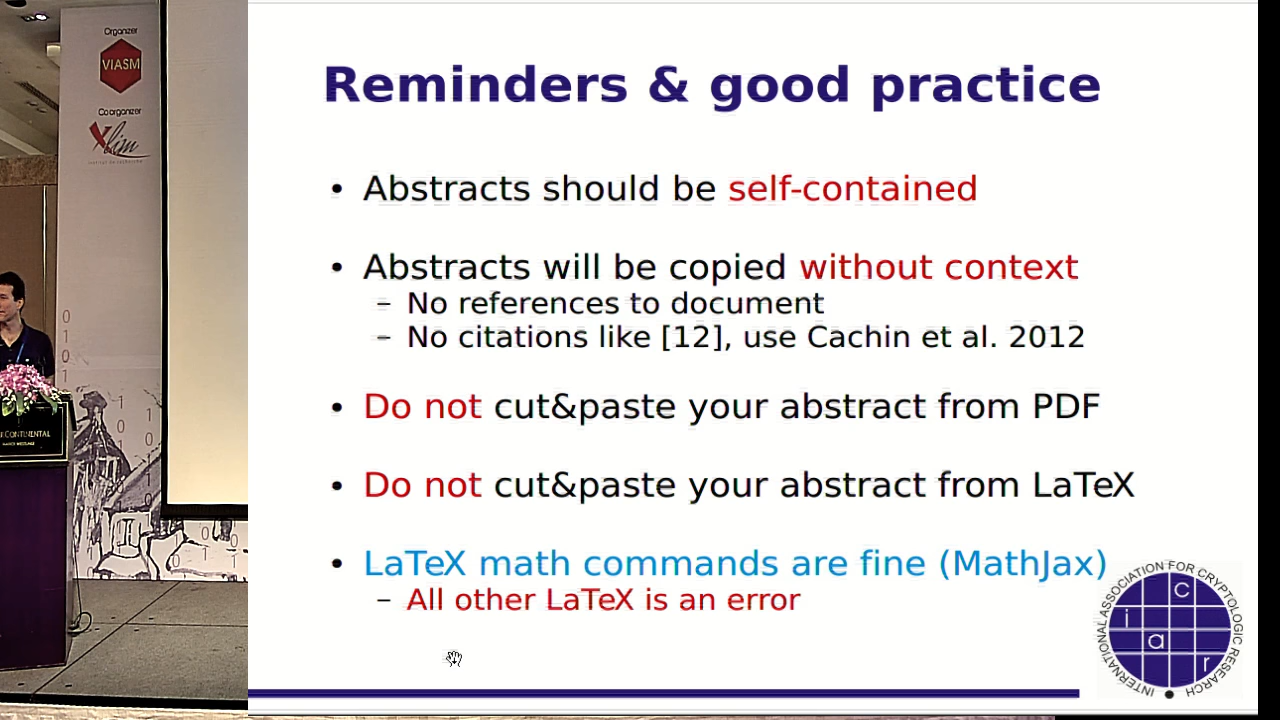 Organizer
VIASM
Coorganizer
Xlim
CONTINENTAL
Reminders & good practice
• Abstracts should be self-contained
• Abstracts will be copied without context
– No references to document
– No citations like [12], use Cachin et al. 2012
• Do not cut&paste your abstract from PDF
• Do not cut&paste your abstract from LaTeX
• LaTeX math commands are fine (MathJax)
– All other LaTeX is an error
INTERNATIONAL ASSOCIATION FOR CRYPTOLOGIC RESEARCH
i a c r